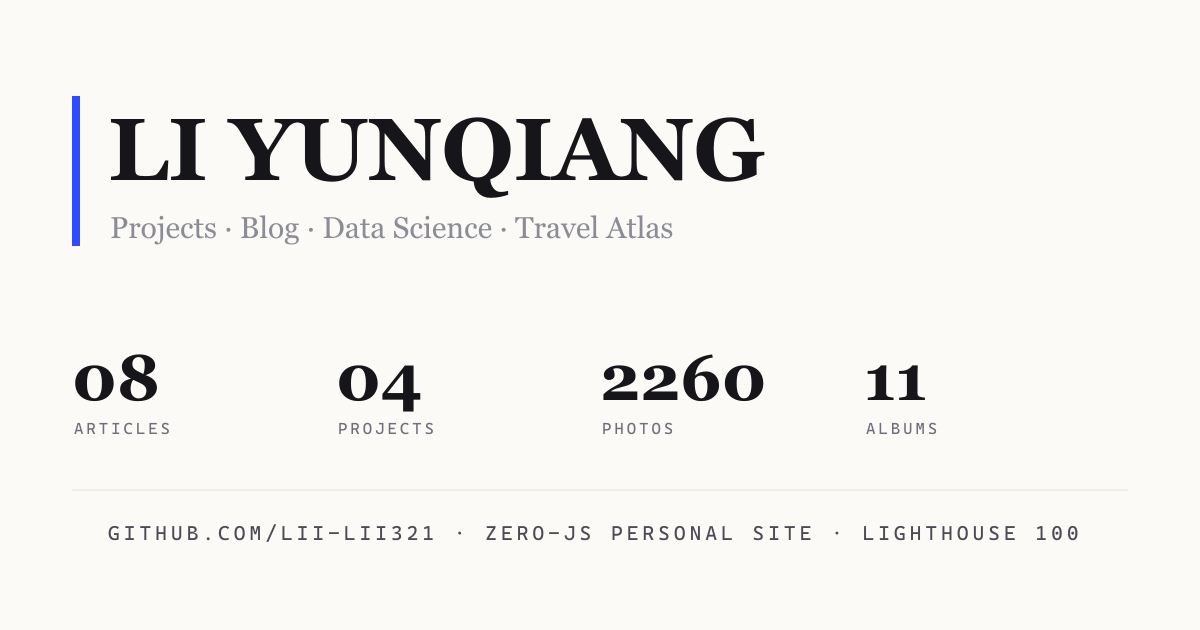 LI YUNQIANG
Projects · Blog · Data Science · Travel Atlas
08 04 2260 11
ARTICLES PROJECTS PHOTOS ALBUMS
GITHUB.COM/LII-LII321 · ZERO-JS PERSONAL SITE · LIGHTHOUSE 100